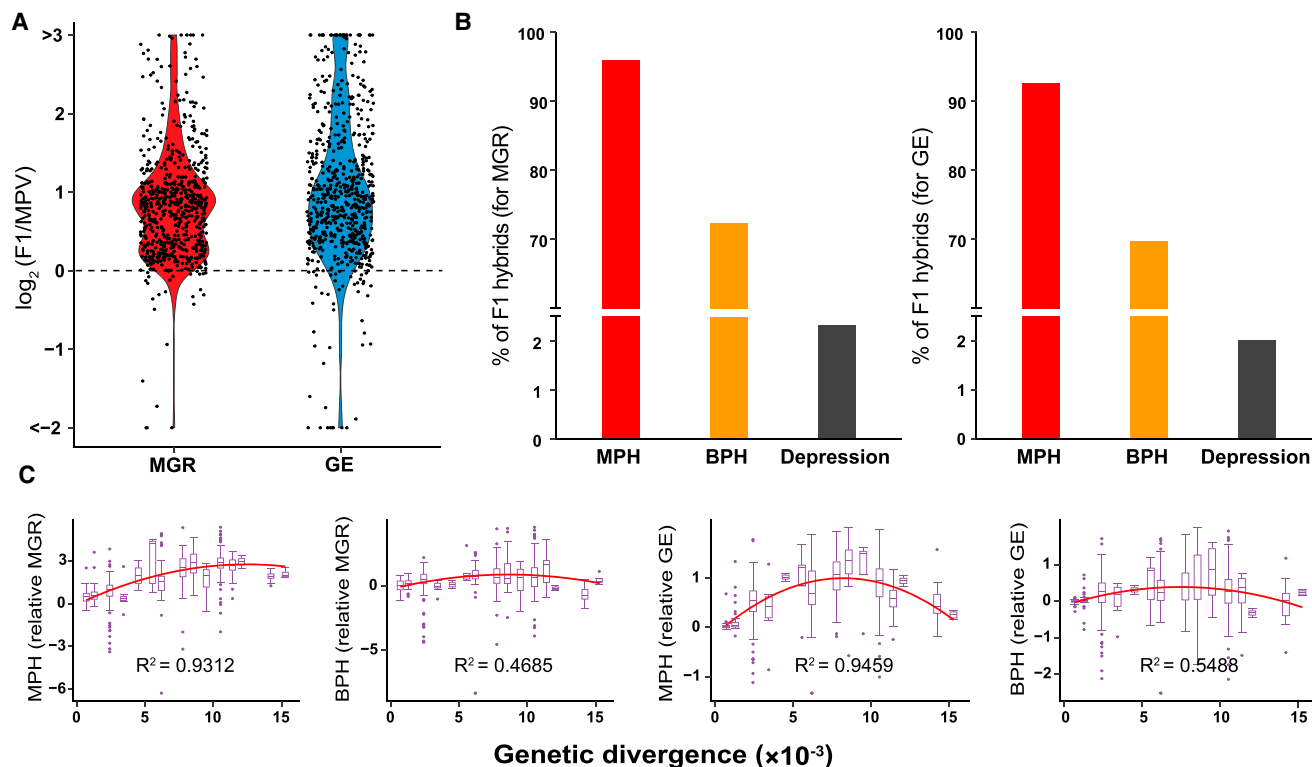 A
>3
2
1
0
−1
<−2
log2 (F1/MPV)
MGR
GE
B
100
90
80
70
2
1
0
% of F1 hybrids (for MGR)
MPH
BPH
Depression
100
90
80
70
2
1
0
% of F1 hybrids (for GE)
MPH
BPH
Depression
C
3
0
−3
−6
MPH (relative MGR)
R2 = 0.9312
0
5
10
15
0
−5
BPH (relative MGR)
R2 = 0.4685
0
5
10
15
1
0
−1
MPH (relative GE)
R2 = 0.9459
0
5
10
15
1
0
−1
−2
BPH (relative GE)
R2 = 0.5488
0
5
10
15
Genetic divergence (×10-3)